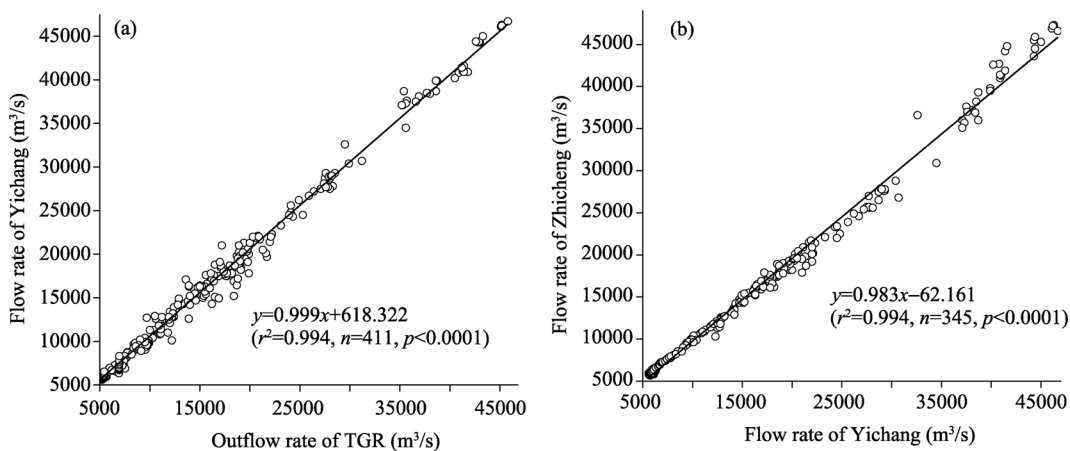 (a)
45000
40000
35000
30000
25000
20000
15000
10000
5000
Flow rate of Yichang (m³/s)
y=0.999x+618.322
(r²=0.994, n=411, p<0.0001)
5000 15000 25000 35000 45000
Outflow rate of TGR (m³/s)
(b)
45000
40000
35000
30000
25000
20000
15000
10000
5000
Flow rate of Zhicheng (m³/s)
y=0.983x−62.161
(r²=0.994, n=345, p<0.0001)
5000 15000 25000 35000 45000
Flow rate of Yichang (m³/s)